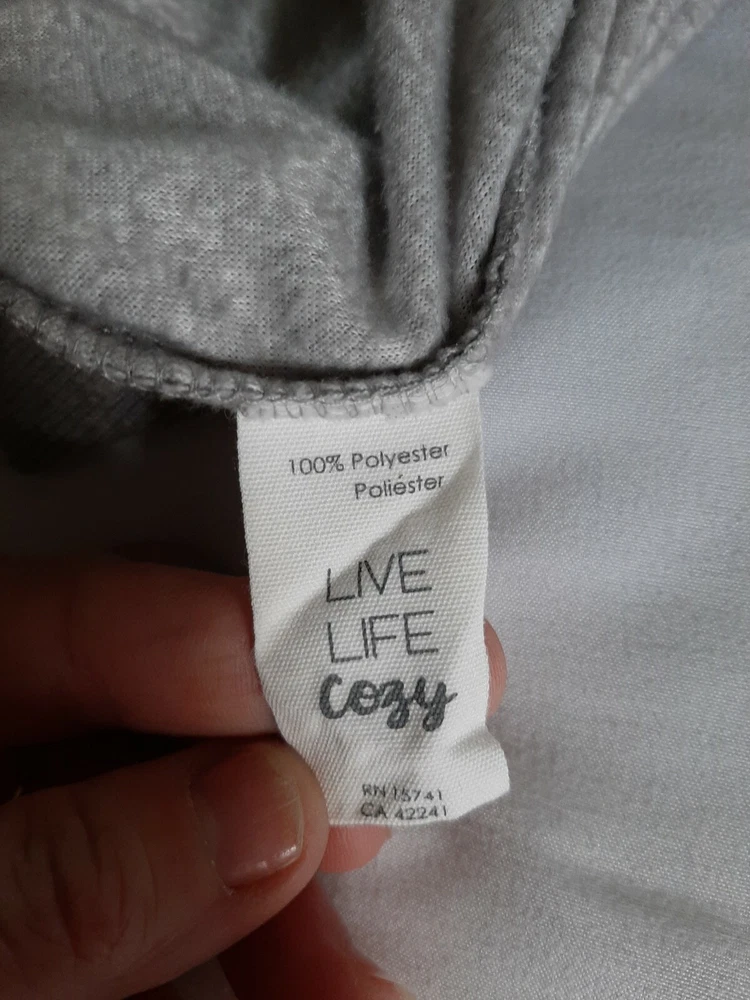 100% Polyester
Poliéster
LIVE
LIFE
cozy
RN 15741
CA 42241